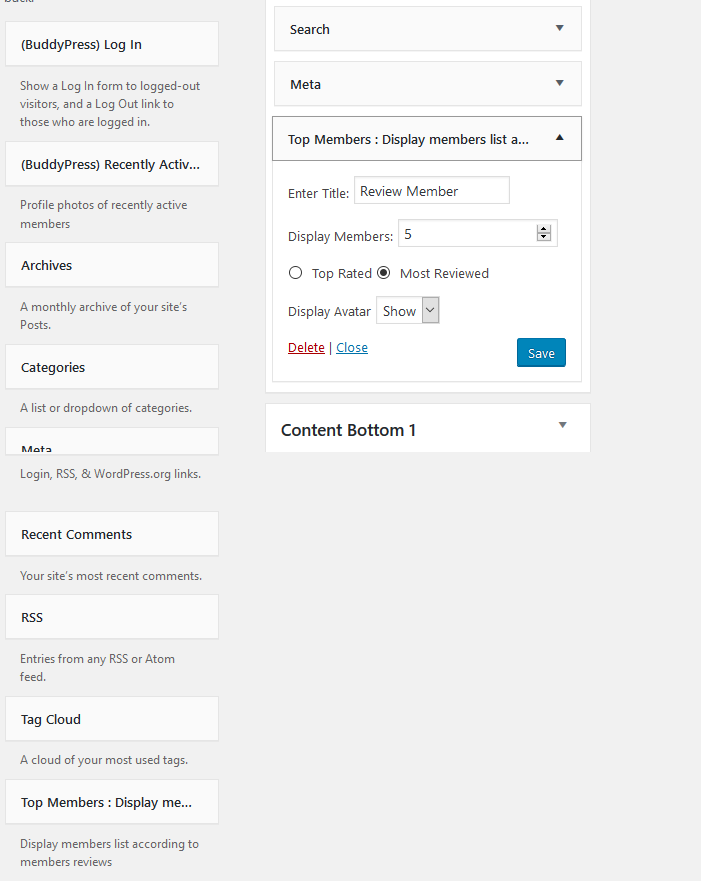 (BuddyPress) Log In
Show a Log In form to logged-out
visitors, and a Log Out link to
those who are logged in.
(BuddyPress) Recently Activ...
Profile photos of recently active
members
Archives
A monthly archive of your site's
Posts.
Categories
A list or dropdown of categories.
Meta
Login, RSS, & WordPress.org links.
Recent Comments
Your site's most recent comments.
RSS
Entries from any RSS or Atom
feed.
Tag Cloud
A cloud of your most used tags.
Top Members : Display me...
Display members list according to
members reviews
Search
Meta
Top Members : Display members list a...
Enter Title: Review Member
Display Members: 5
Top Rated Most Reviewed
Display Avatar Show
Delete | Close Save
Content Bottom 1